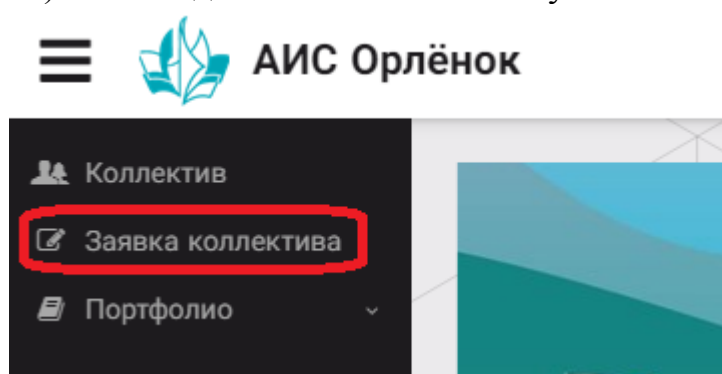 АИС Орлёнок
Коллектив
Заявка коллектива
Портфолио